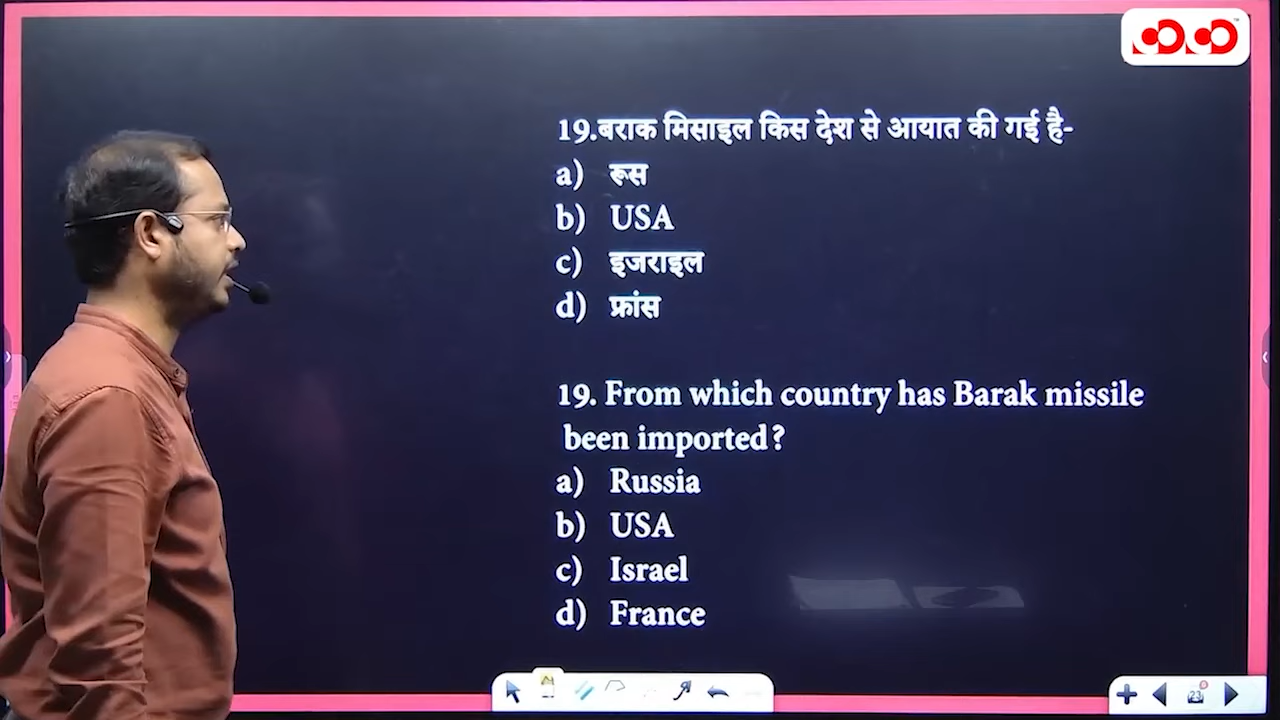 19.बराक मिसाइल किस देश से आयात की गई है-
a) रूस
b) USA
c) इजराइल
d) फ्रांस
19. From which country has Barak missile
been imported?
a) Russia
b) USA
c) Israel
d) France